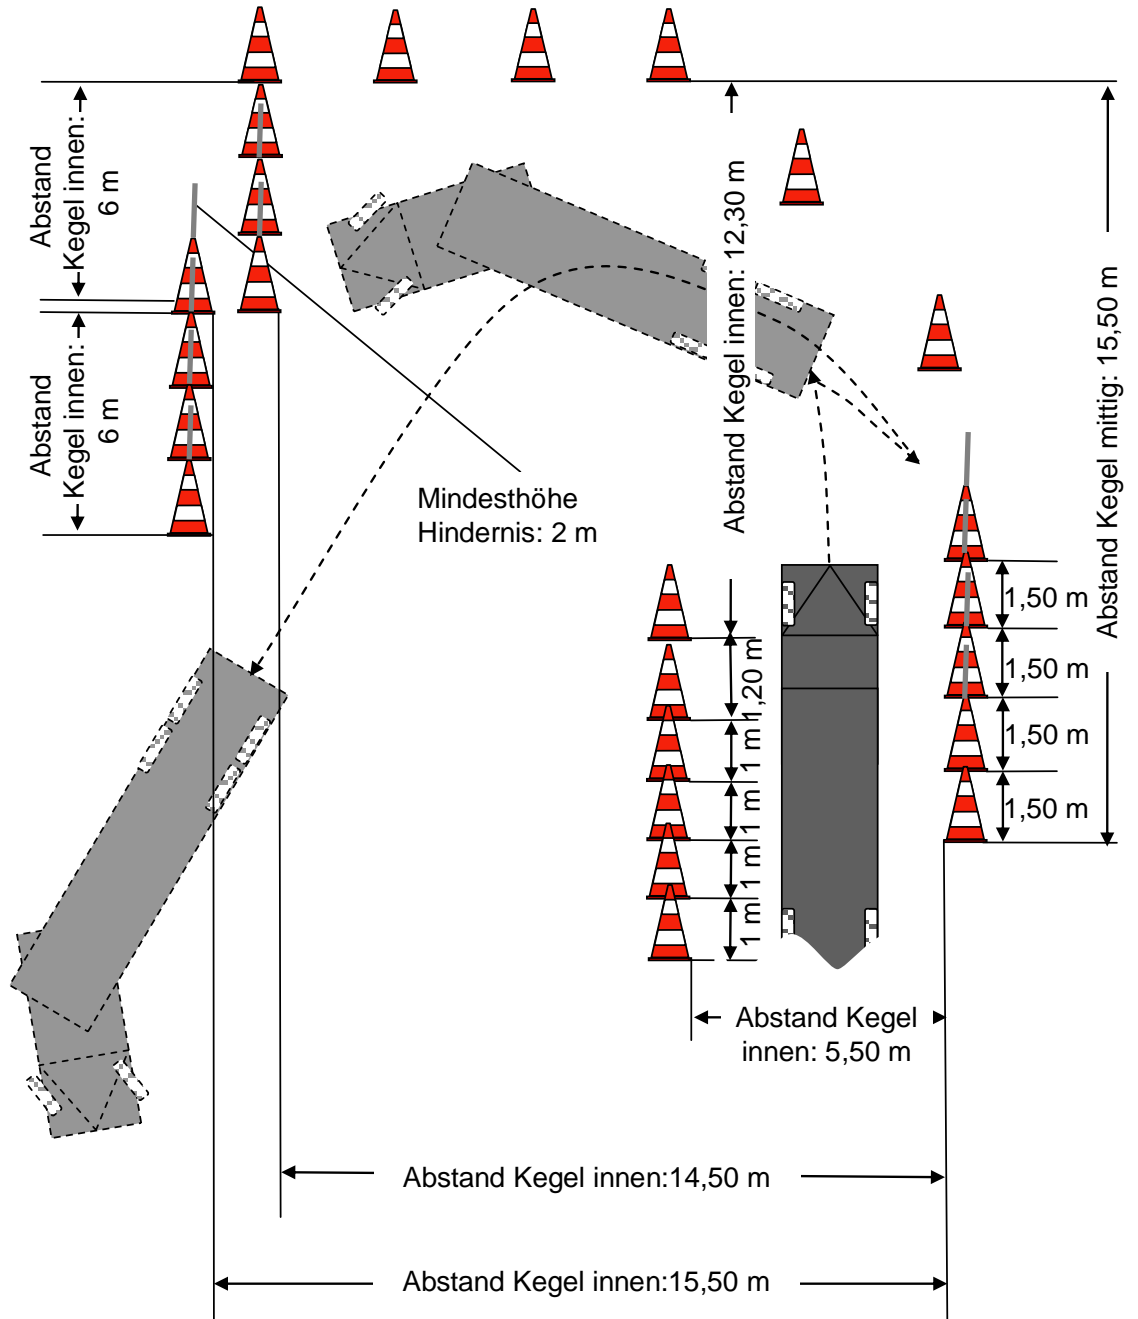 Abstand
Kegel innen:
6 m
Abstand
Kegel innen:
6 m
Mindesthöhe
Hindernis: 2 m
Abstand Kegel innen: 12,30 m
Abstand Kegel mittig: 15,50 m
1,20 m
1 m
1 m
1 m
1 m
1,50 m
1,50 m
1,50 m
1,50 m
Abstand Kegel
innen: 5,50 m
Abstand Kegel innen:14,50 m
Abstand Kegel innen:15,50 m